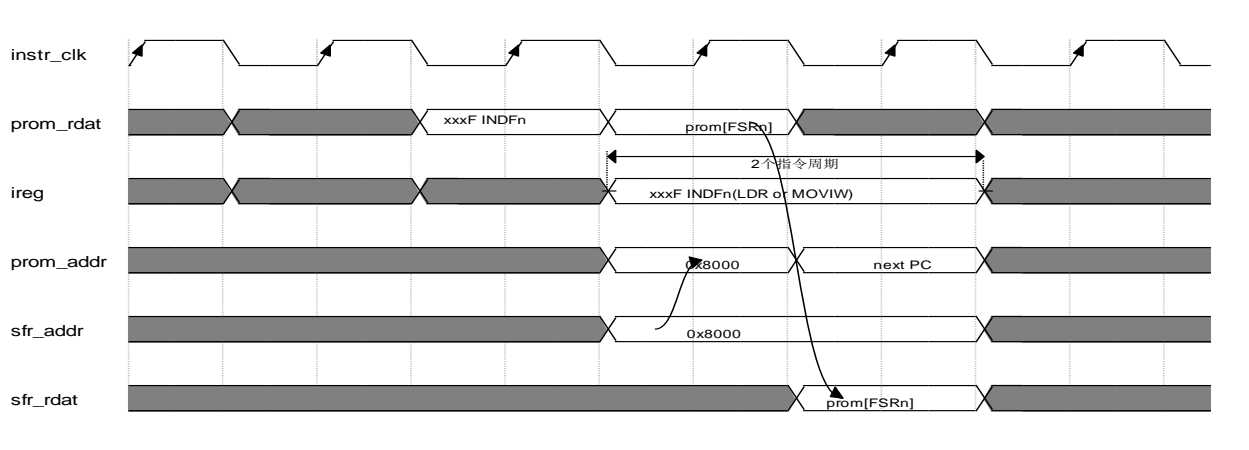 instr_clk
prom_rdat
xxxF INDFn
prom[FSRn]
2个指令周期
ireg
xxxF INDFn(LDR or MOVIW)
prom_addr
0x8000
next PC
sfr_addr
0x8000
sfr_rdat
prom[FSRn]